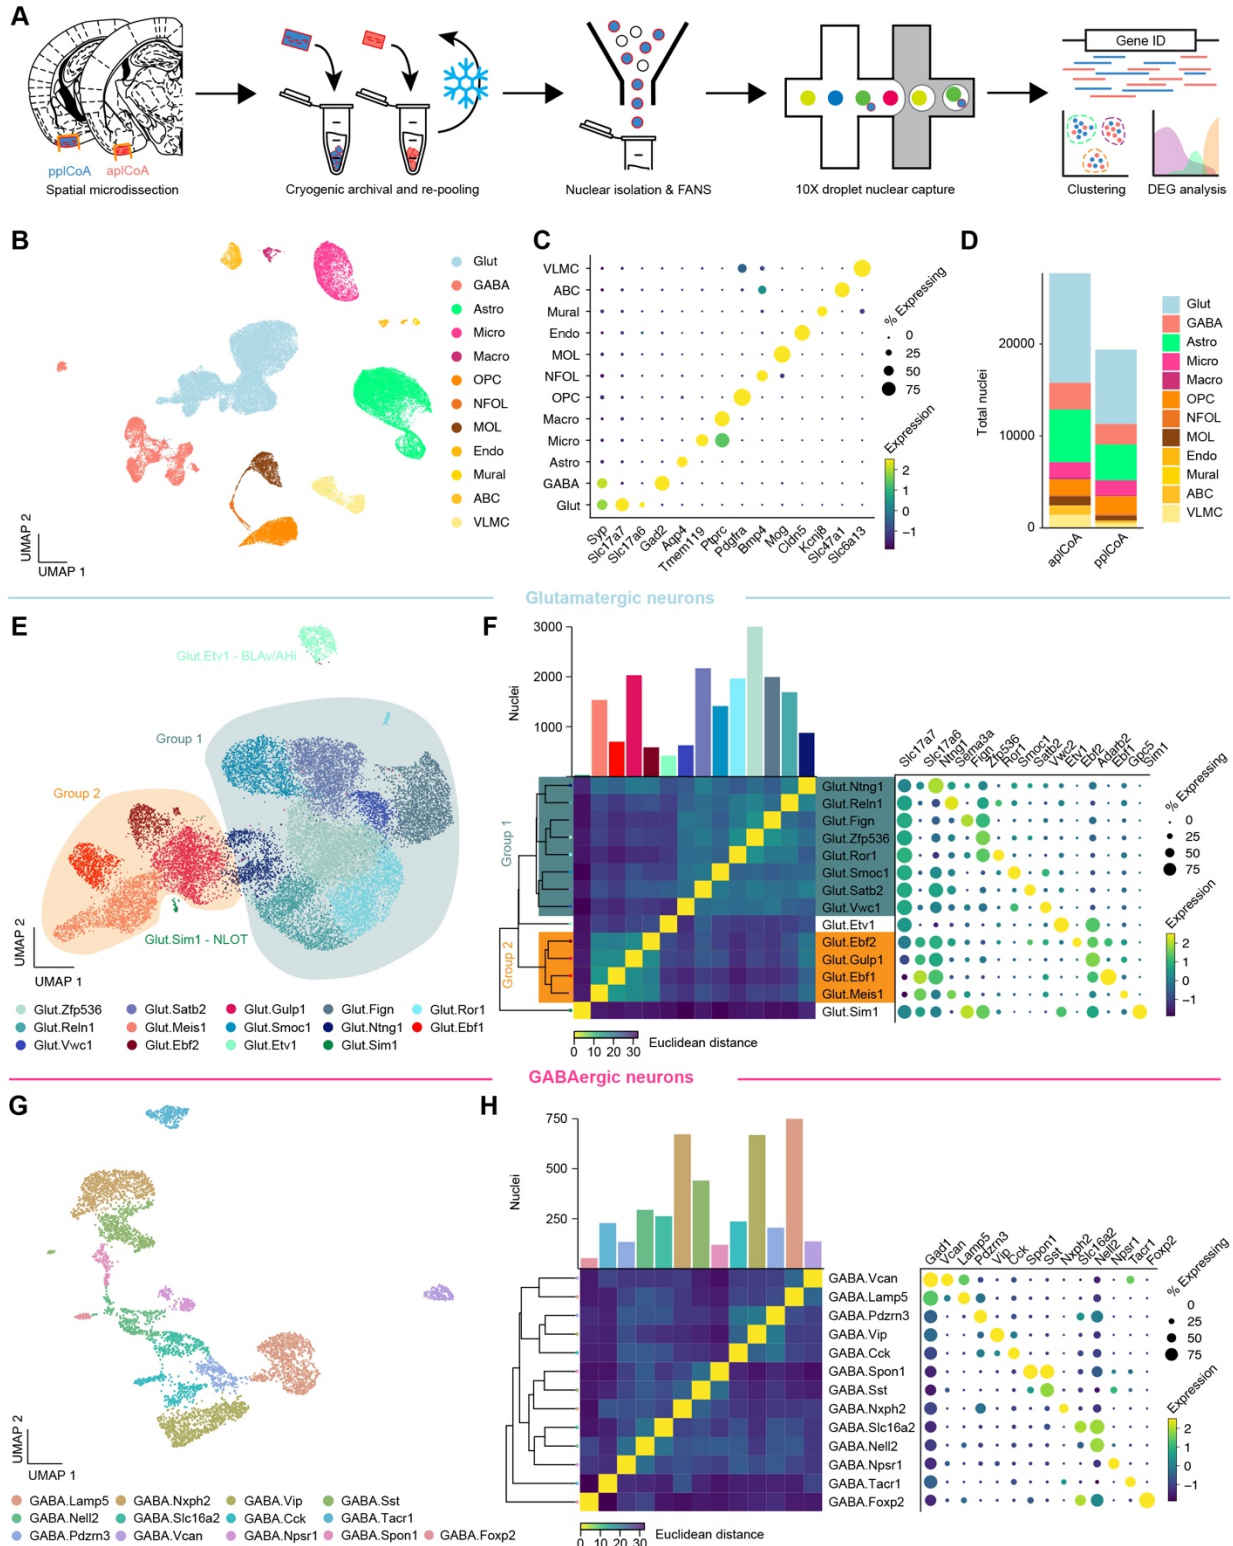 A
Gene ID
pplCoA
aplCoA
Spatial microdissection
Cryogenic archival and re-pooling
Nuclear isolation & FANS
10X droplet nuclear capture
Clustering
DEG analysis
B
Glut
GABA
Astro
Micro
Macro
OPC
NFOL
MOL
Endo
Mural
ABC
VLMC
UMAP 2
UMAP 1
C
VLMC
ABC
Mural
Endo
MOL
NFOL
OPC
Macro
Micro
Astro
GABA
Glut
Syp
Slc17a7
Slc17a6
Gad2
Aqp4
Tmem119
Ptprc
Pdgfra
Bmp4
Mog
Cldn5
Kcnj8
Slc47a1
Slc6a13
% Expressing
0
25
50
75
Expression
2
1
0
−1
D
Total nuclei
20000
10000
0
aplCoA
pplCoA
Glut
GABA
Astro
Micro
Macro
OPC
NFOL
MOL
Endo
Mural
ABC
VLMC
Glutamatergic neurons
E
Glut.Etv1 - BLAv/AHi
Group 1
Group 2
Glut.Sim1 - NLOT
UMAP 2
UMAP 1
Glut.Zfp536 Glut.Satb2 Glut.Gulp1 Glut.Fign Glut.Ror1
Glut.Reln1 Glut.Meis1 Glut.Smoc1 Glut.Ntng1 Glut.Ebf1
Glut.Vwc1 Glut.Ebf2 Glut.Etv1 Glut.Sim1
F
Nuclei
3000
2000
1000
Group 1
Group 2
Glut.Ntng1
Glut.Reln1
Glut.Fign
Glut.Zfp536
Glut.Ror1
Glut.Smoc1
Glut.Satb2
Glut.Vwc1
Glut.Etv1
Glut.Ebf2
Glut.Gulp1
Glut.Ebf1
Glut.Meis1
Glut.Sim1
0 10 20 30 Euclidean distance
Slc17a7
Slc17a6
Ntng1
Sema3a
Fign
Zfp536
Ror1
Smoc1
Satb2
Vwc2
Etv1
Ebf2
Adarb2
Ebf1
Gpc5
Sim1
% Expressing
0
25
50
75
Expression
2
1
0
−1
GABAergic neurons
G
UMAP 2
UMAP 1
GABA.Lamp5 GABA.Nxph2 GABA.Vip GABA.Sst
GABA.Nell2 GABA.Slc16a2 GABA.Cck GABA.Tacr1
GABA.Pdzrn3 GABA.Vcan GABA.Npsr1 GABA.Spon1 GABA.Foxp2
H
Nuclei
750
500
250
GABA.Vcan
GABA.Lamp5
GABA.Pdzrn3
GABA.Vip
GABA.Cck
GABA.Spon1
GABA.Sst
GABA.Nxph2
GABA.Slc16a2
GABA.Nell2
GABA.Npsr1
GABA.Tacr1
GABA.Foxp2
Euclidean distance
0 10 20 30
Gad1
Vcan
Lamp5
Pdzrn3
Vip
Cck
Spon1
Sst
Nxph2
Slc16a2
Nell2
Npsr1
Tacr1
Foxp2
% Expressing
0
25
50
75
Expression
2
1
0
−1